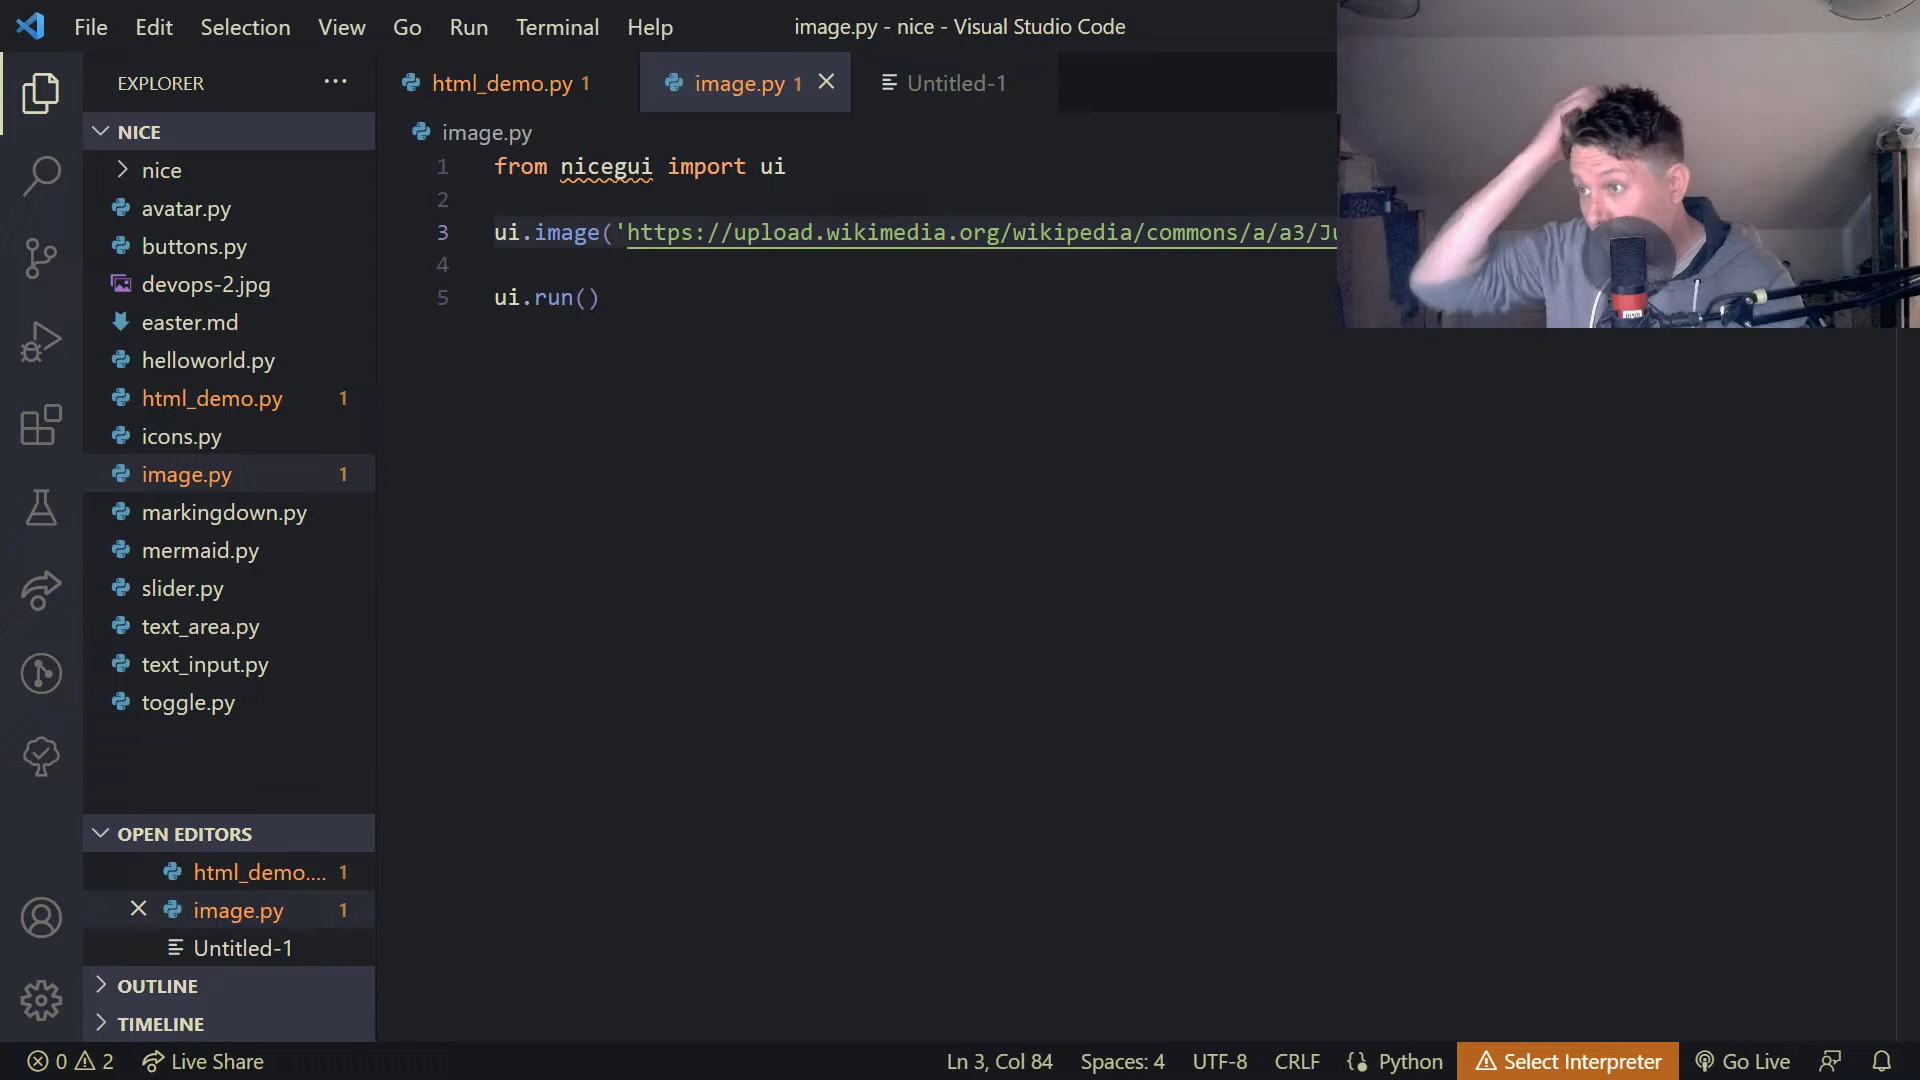 File Edit Selection View Go Run Terminal Help
image.py - nice - Visual Studio Code
EXPLORER
NICE
nice
avatar.py
buttons.py
devops-2.jpg
easter.md
helloworld.py
html_demo.py 1
icons.py
image.py 1
markingdown.py
mermaid.py
slider.py
text_area.py
text_input.py
toggle.py
OPEN EDITORS
html_demo.... 1
image.py 1
Untitled-1
OUTLINE
TIMELINE
html_demo.py 1
image.py 1
Untitled-1
image.py
1 from nicegui import ui
2
3 ui.image('https://upload.wikimedia.org/wikipedia/commons/a/a3/Ju
4
5 ui.run()
0 2 Live Share
Ln 3, Col 84 Spaces: 4 UTF-8 CRLF Python Select Interpreter Go Live